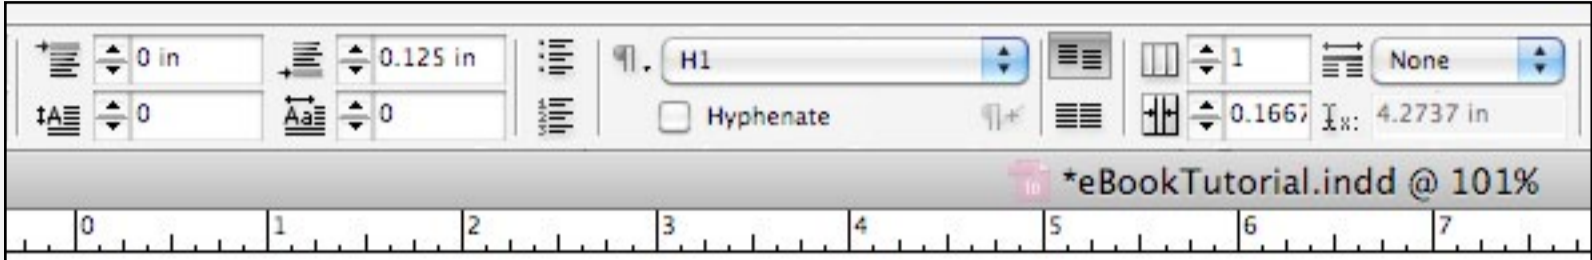 0 in 0.125 in H1 1 None
0 0 Hyphenate 0.1667 x: 4.2737 in
*eBookTutorial.indd @ 101%
0 1 2 3 4 5 6 7